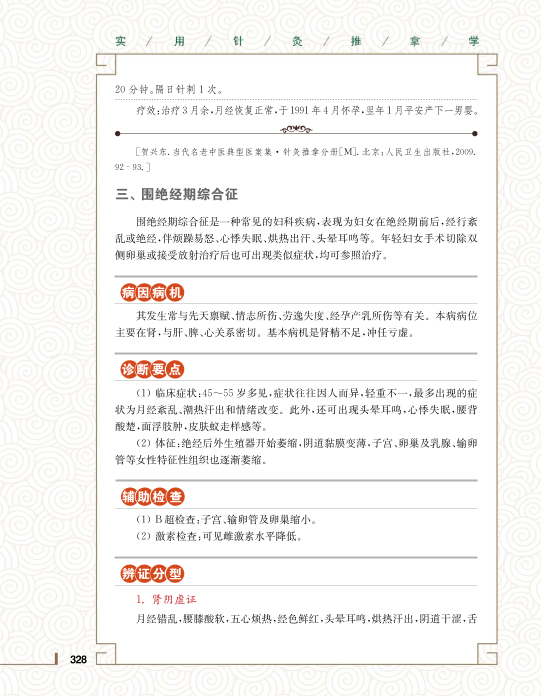 实 / 用 / 针 / 灸 / 推 / 拿 / 学
20 分钟。隔日针刺 1 次。
疗效:治疗 3 月余,月经恢复正常,于 1991 年 4 月怀孕,翌年 1 月平安产下一男婴。
[贺兴东. 当代名老中医典型医案集·针灸推拿分册[M]. 北京:人民卫生出版社,2009.
92-93. ]
三、围绝经期综合征
围绝经期综合征是一种常见的妇科疾病,表现为妇女在绝经期前后,经行紊
乱或绝经,伴烦躁易怒、心悸失眠、烘热出汗、头晕耳鸣等。年轻妇女手术切除双
侧卵巢或接受放射治疗后也可出现类似症状,均可参照治疗。
病因病机
其发生常与先天禀赋、情志所伤、劳逸失度、经孕产乳所伤等有关。本病病位
主要在肾,与肝、脾、心关系密切。基本病机是肾精不足,冲任亏虚。
诊断要点
(1) 临床症状:45～55 岁多见,症状往往因人而异,轻重不一,最多出现的症
状为月经紊乱、潮热汗出和情绪改变。此外,还可出现头晕耳鸣,心悸失眠,腰背
酸楚,面浮肢肿,皮肤蚁走样感等。
(2) 体征:绝经后外生殖器开始萎缩,阴道黏膜变薄,子宫、卵巢及乳腺、输卵
管等女性特征性组织也逐渐萎缩。
辅助检查
(1) B 超检查:子宫、输卵管及卵巢缩小。
(2) 激素检查:可见雌激素水平降低。
辨证分型
1. 肾阴虚证
月经错乱,腰膝酸软,五心烦热,经色鲜红,头晕耳鸣,烘热汗出,阴道干涩,舌
328